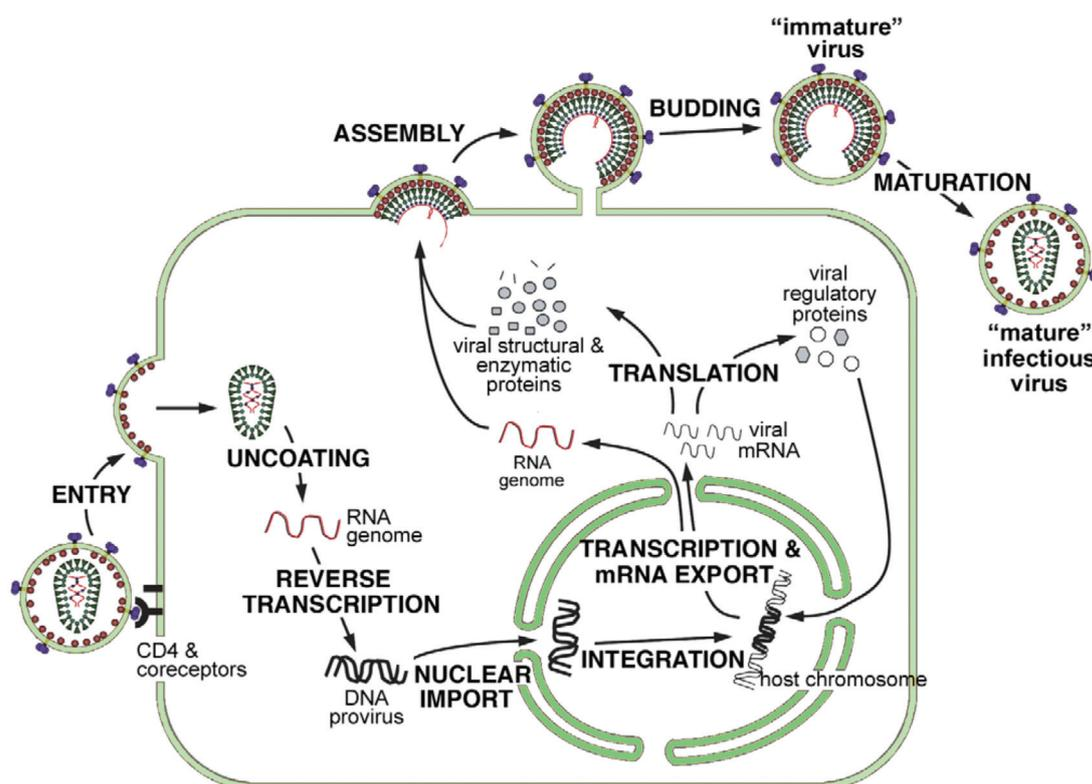 “immature”
virus
BUDDING
ASSEMBLY
MATURATION
“mature”
infectious
virus
viral
regulatory
proteins
viral structural &
enzymatic
proteins
TRANSLATION
viral
mRNA
RNA
genome
UNCOATING
ENTRY
RNA
genome
REVERSE
TRANSCRIPTION
TRANSCRIPTION &
mRNA EXPORT
CD4 &
coreceptors
DNA
provirus
NUCLEAR
IMPORT
INTEGRATION
host chromosome